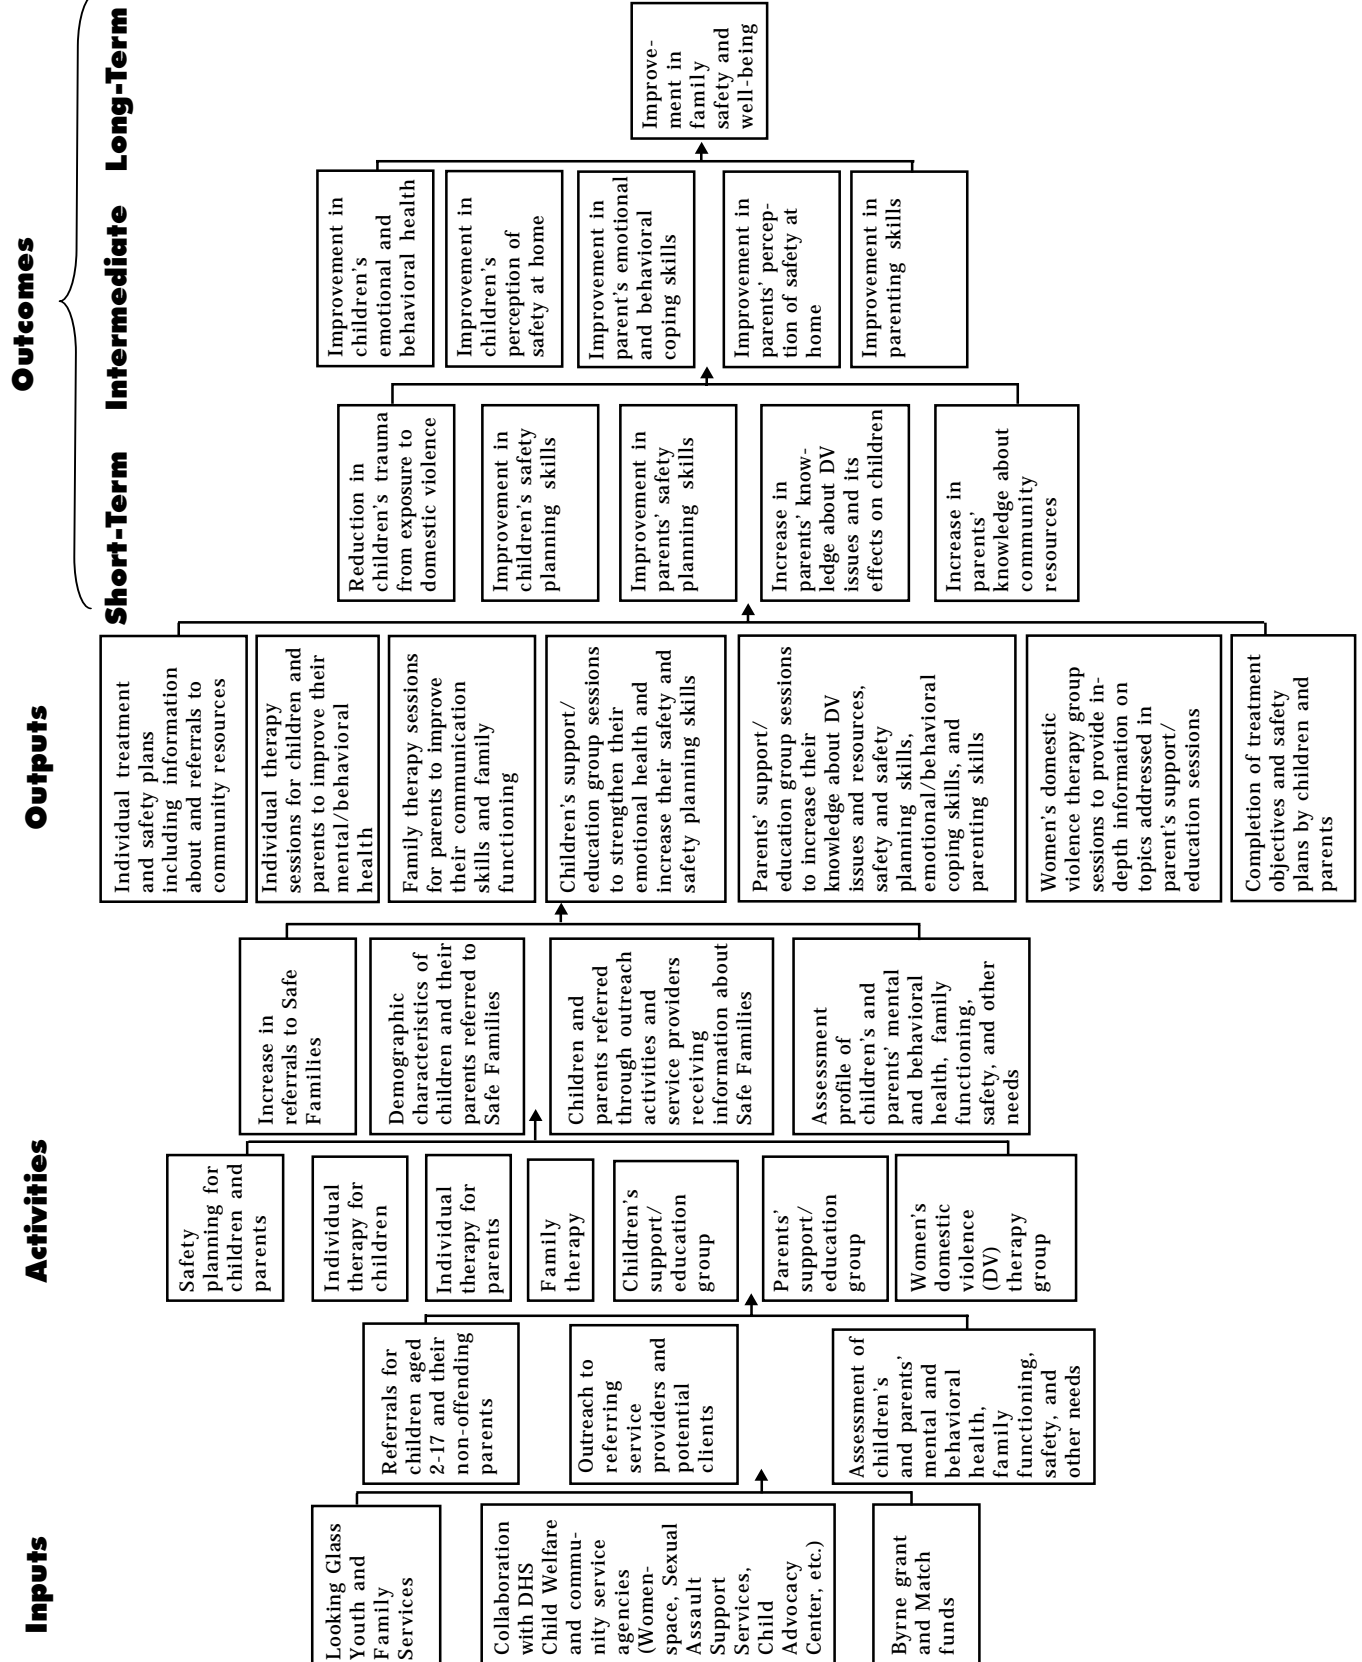 Inputs
Activities
Outputs
Outcomes
Short-Term
Intermediate
Long-Term
Looking Glass
Youth and
Family
Services
Collaboration
with DHS
Child Welfare
and commu-
nity service
agencies
(Women-
space, Sexual
Assault
Support
Services,
Child
Advocacy
Center, etc.)
Byrne grant
and Match
funds
Referrals for
children aged
2-17 and their
non-offending
parents
Outreach to
referring
service
providers and
potential
clients
Assessment of
children's
and parents'
mental and
behavioral
health,
family
functioning,
safety, and
other needs
Safety
planning for
children and
parents
Individual
therapy for
children
Individual
therapy for
parents
Family
therapy
Children's
support/
education
group
Parents'
support/
education
group
Women's
domestic
violence
(DV)
therapy
group
Increase in
referrals to Safe
Families
Demographic
characteristics of
children and their
parents referred to
Safe Families
Children and
parents referred
through outreach
activities and
service providers
receiving
information about
Safe Families
Assessment
profile of
children's and
parents' mental
and behavioral
health, family
functioning,
safety, and other
needs
Individual treatment
and safety plans
including information
about and referrals to
community resources
Individual therapy
sessions for children and
parents to improve their
mental/behavioral
health
Family therapy sessions
for parents to improve
their communication
skills and family
functioning
Children's support/
education group sessions
to strengthen their
emotional health and
increase their safety and
safety planning skills
Parents' support/
education group sessions
to increase their
knowledge about DV
issues and resources,
safety and safety
planning skills,
emotional/behavioral
coping skills, and
parenting skills
Women's domestic
violence therapy group
sessions to provide in-
depth information on
topics addressed in
parent's support/
education sessions
Completion of treatment
objectives and safety
plans by children and
parents
Reduction in
children's trauma
from exposure to
domestic violence
Improvement in
children's safety
planning skills
Improvement in
parents' safety
planning skills
Increase in
parents' know-
ledge about DV
issues and its
effects on children
Increase in
parents'
knowledge about
community
resources
Improvement in
children's
emotional and
behavioral health
Improvement in
children's
perception of
safety at home
Improvement in
parent's emotional
and behavioral
coping skills
Improvement in
parents' percep-
tion of safety at
home
Improvement in
parenting skills
Improve-
ment in
family
safety and
well-being